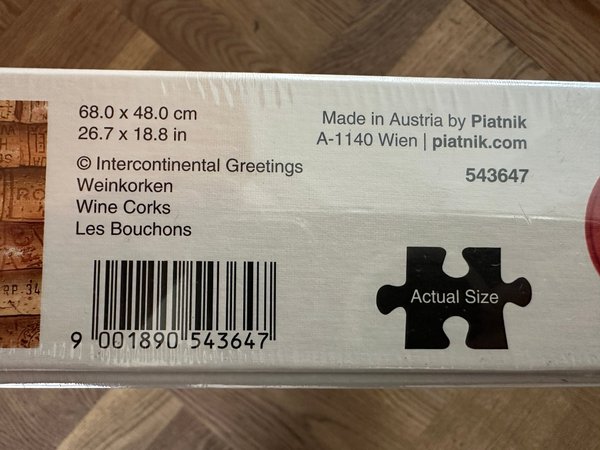 68.0 x 48.0 cm
26.7 x 18.8 in
© Intercontinental Greetings
Weinkorken
Wine Corks
Les Bouchons
9 001890 543647
Made in Austria by Piatnik
A-1140 Wien | piatnik.com
543647
Actual Size